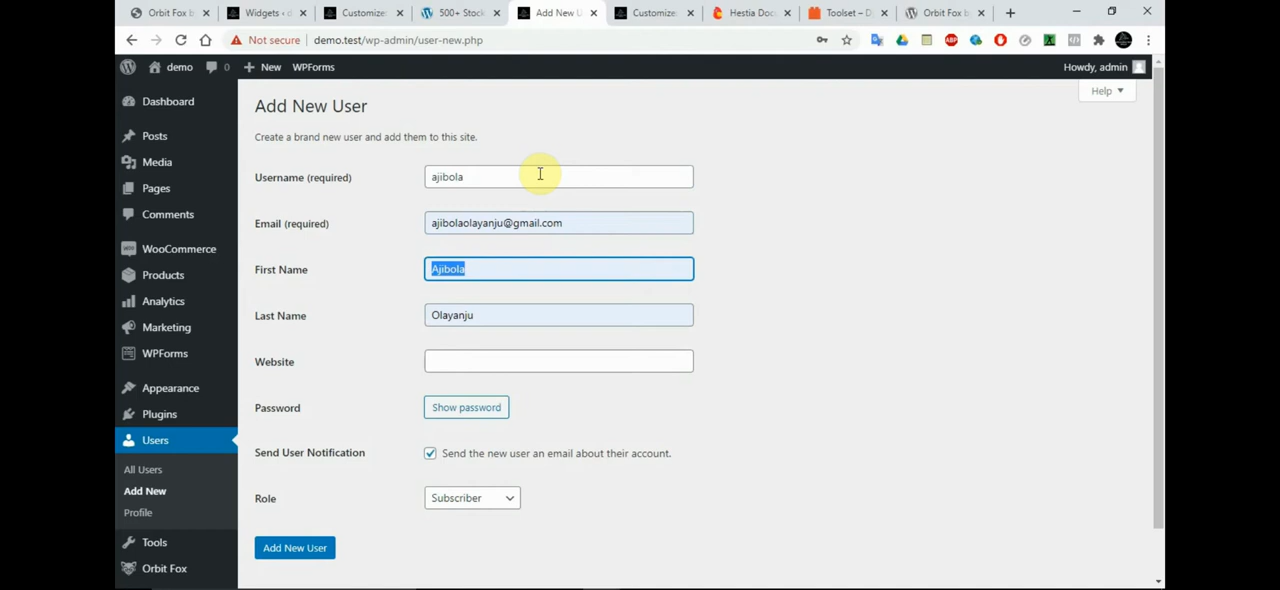 Orbit Fox b
Widgets ‹ d
Customize:
500+ Stock
Add New U
Customize:
Hestia Doc
Toolset – D
Orbit Fox b
Not secure
demo.test/wp-admin/user-new.php
demo
0
New
WPForms
Howdy, admin
Dashboard
Posts
Media
Pages
Comments
WooCommerce
Products
Analytics
Marketing
WPForms
Appearance
Plugins
Users
All Users
Add New
Profile
Tools
Orbit Fox
Help
Add New User
Create a brand new user and add them to this site.
Username (required)
ajibola
Email (required)
ajibolaolayanju@gmail.com
First Name
Ajibola
Last Name
Olayanju
Website
Password
Show password
Send User Notification
Send the new user an email about their account.
Role
Subscriber
Add New User